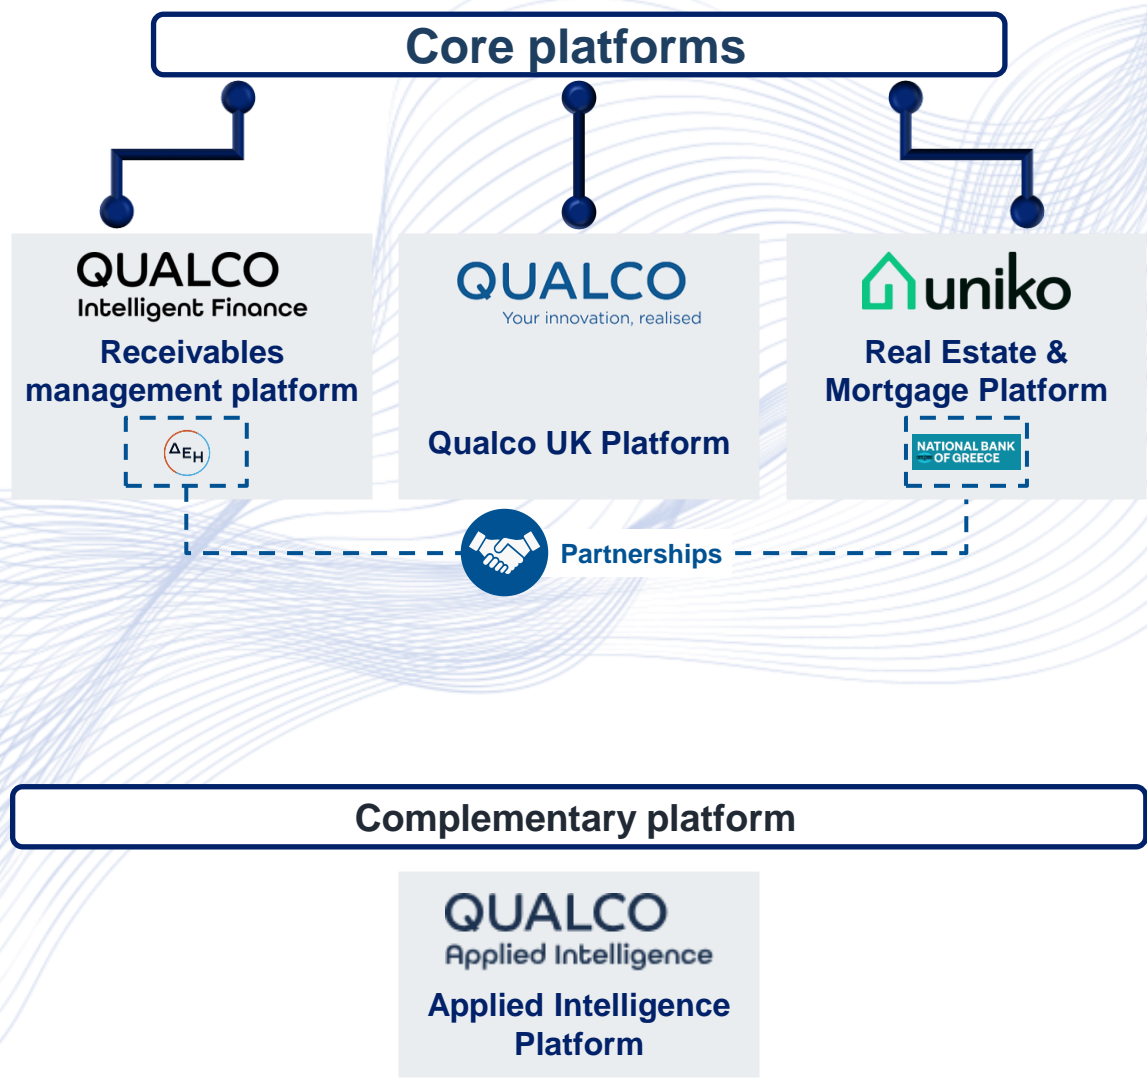 Core platforms
QUALCO
Intelligent Finance
Receivables
management platform
ΔΕΗ
QUALCO
Your innovation, realised
Qualco UK Platform
uniko
Real Estate &
Mortgage Platform
NATIONAL BANK
OF GREECE
Partnerships
Complementary platform
QUALCO
Applied Intelligence
Applied Intelligence
Platform